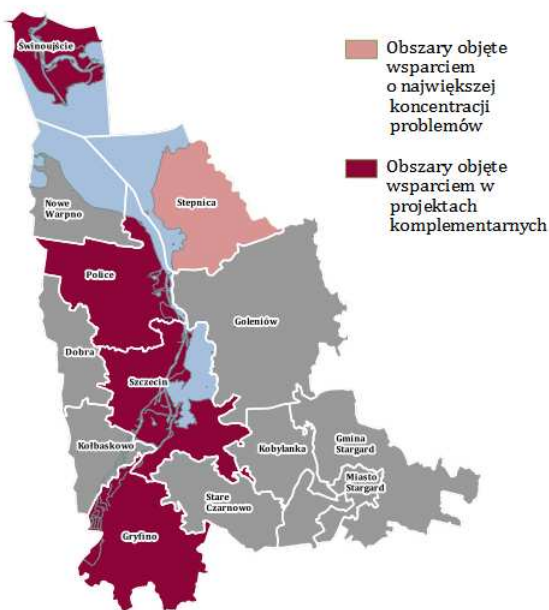 Świnoujście
Obszary objęte
wsparciem
o największej
koncentracji
problemów
Obszary objęte
wsparciem w
projektach
komplementarnych
Nowe
Warpno
Stepnica
Police
Goleniów
Dobra
Szczecin
Kołbaskowo
Kobylanka
Gmina
Stargard
Miasto
Stargard
Stare
Czarnowo
Gryfino